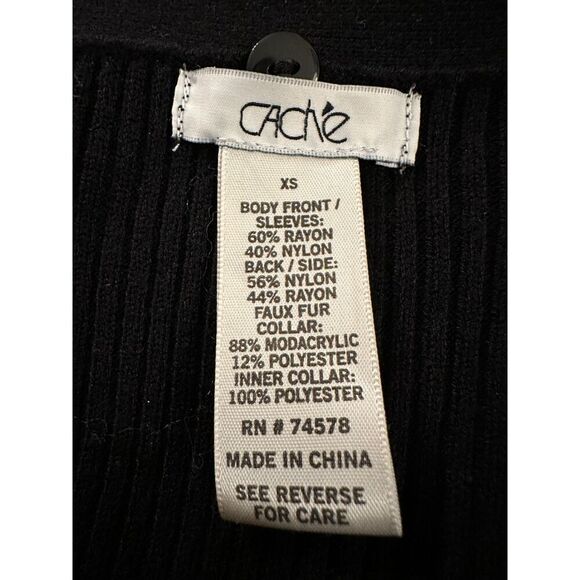 CAChé
XS
BODY FRONT /
SLEEVES:
60% RAYON
40% NYLON
BACK / SIDE:
56% NYLON
44% RAYON
FAUX FUR
COLLAR:
88% MODACRYLIC
12% POLYESTER
INNER COLLAR:
100% POLYESTER
RN # 74578
MADE IN CHINA
SEE REVERSE
FOR CARE